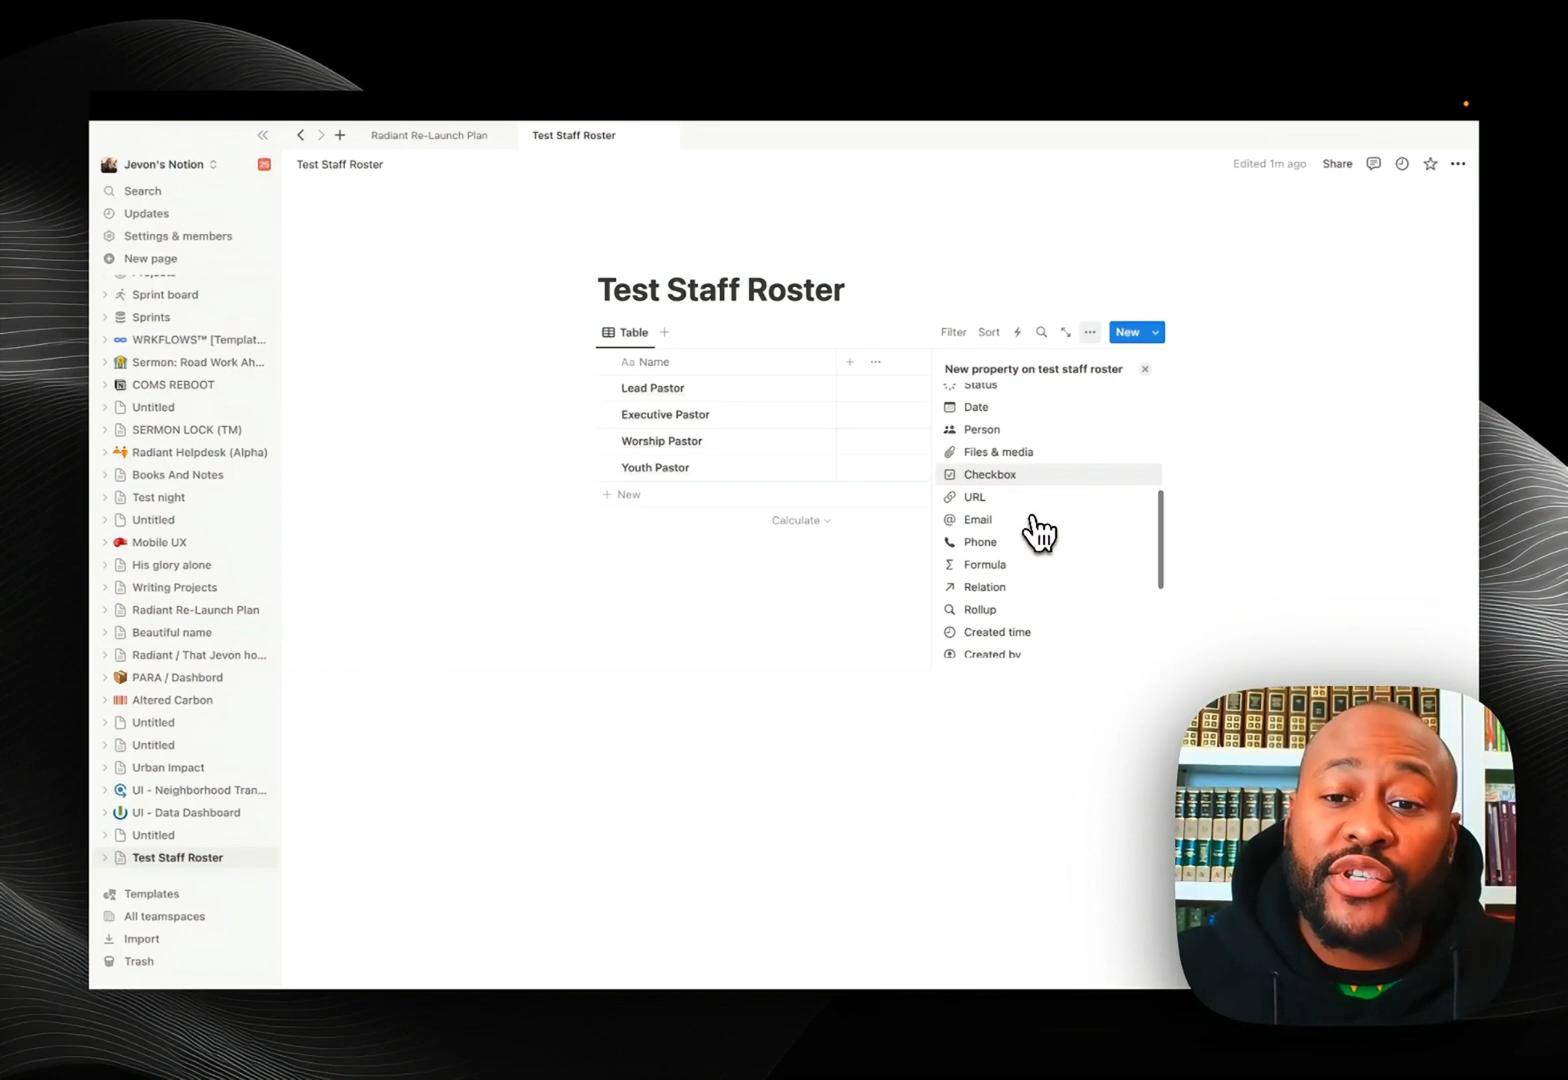 Radiant Re-Launch Plan
Test Staff Roster
Jevon's Notion
25
Test Staff Roster
Edited 1m ago
Share
Search
Updates
Settings & members
New page
Sprint board
Sprints
WRKFLOWS™ [Templat...
Sermon: Road Work Ah...
COMS REBOOT
Untitled
SERMON LOCK (TM)
Radiant Helpdesk (Alpha)
Books And Notes
Test night
Untitled
Mobile UX
His glory alone
Writing Projects
Radiant Re-Launch Plan
Beautiful name
Radiant / That Jevon ho...
PARA / Dashbord
Altered Carbon
Untitled
Untitled
Urban Impact
UI - Neighborhood Tran...
UI - Data Dashboard
Untitled
Test Staff Roster
Templates
All teamspaces
Import
Trash
Test Staff Roster
Table
Filter
Sort
New
Aa Name
Lead Pastor
Executive Pastor
Worship Pastor
Youth Pastor
New
Calculate
New property on test staff roster
Status
Date
Person
Files & media
Checkbox
URL
Email
Phone
Formula
Relation
Rollup
Created time
Created by